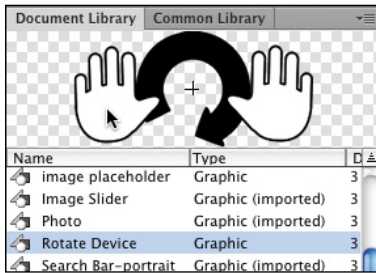 Document Library Common Library
Name Type D
image placeholder Graphic 3
Image Slider Graphic (imported) 3
Photo Graphic (imported) 3
Rotate Device Graphic 3
Search Bar-portrait Graphic (imported) 3